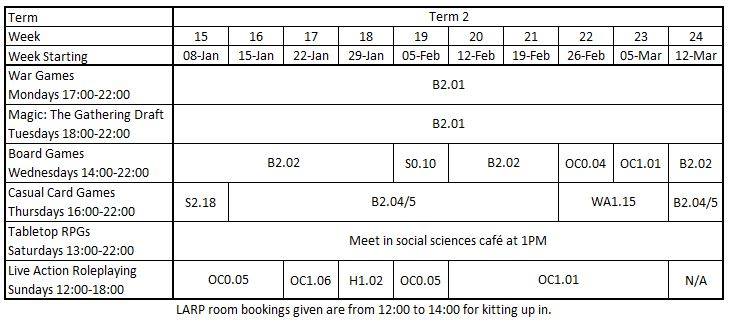 Term Term 2
Week 15 16 17 18 19 20 21 22 23 24
Week Starting 08-Jan 15-Jan 22-Jan 29-Jan 05-Feb 12-Feb 19-Feb 26-Feb 05-Mar 12-Mar
War Games
Mondays 17:00-22:00
B2.01
Magic: The Gathering Draft
Tuesdays 18:00-22:00
B2.01
Board Games
Wednesdays 14:00-22:00
B2.02 S0.10 B2.02 OC0.04 OC1.01 B2.02
Casual Card Games
Thursdays 16:00-22:00
S2.18 B2.04/5 WA1.15 B2.04/5
Tabletop RPGs
Saturdays 13:00-22:00
Meet in social sciences café at 1PM
Live Action Roleplaying
Sundays 12:00-18:00
OC0.05 OC1.06 H1.02 OC0.05 OC1.01 N/A
LARP room bookings given are from 12:00 to 14:00 for kitting up in.